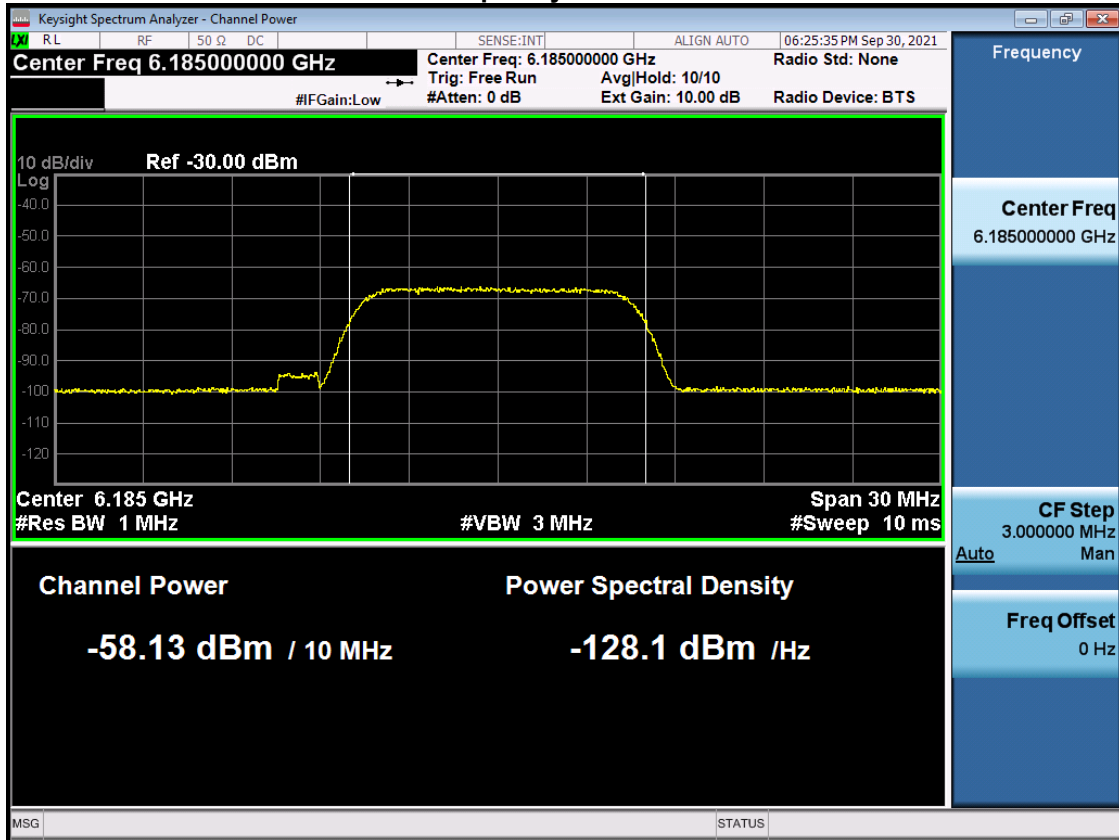 Keysight Spectrum Analyzer - Channel Power
LXI RL RF 50 Ω DC SENSE:INT ALIGN AUTO 06:25:35 PM Sep 30, 2021
Center Freq 6.185000000 GHz
Center Freq: 6.185000000 GHz Radio Std: None
Trig: Free Run Avg|Hold: 10/10
#IFGain:Low #Atten: 0 dB Ext Gain: 10.00 dB Radio Device: BTS
10 dB/div Ref -30.00 dBm
Log
-40.0
-50.0
-60.0
-70.0
-80.0
-90.0
-100
-110
-120
Center 6.185 GHz Span 30 MHz
#Res BW 1 MHz #VBW 3 MHz #Sweep 10 ms
Channel Power Power Spectral Density
-58.13 dBm / 10 MHz -128.1 dBm /Hz
Frequency
Center Freq
6.185000000 GHz
CF Step
3.000000 MHz
Auto Man
Freq Offset
0 Hz
MSG STATUS